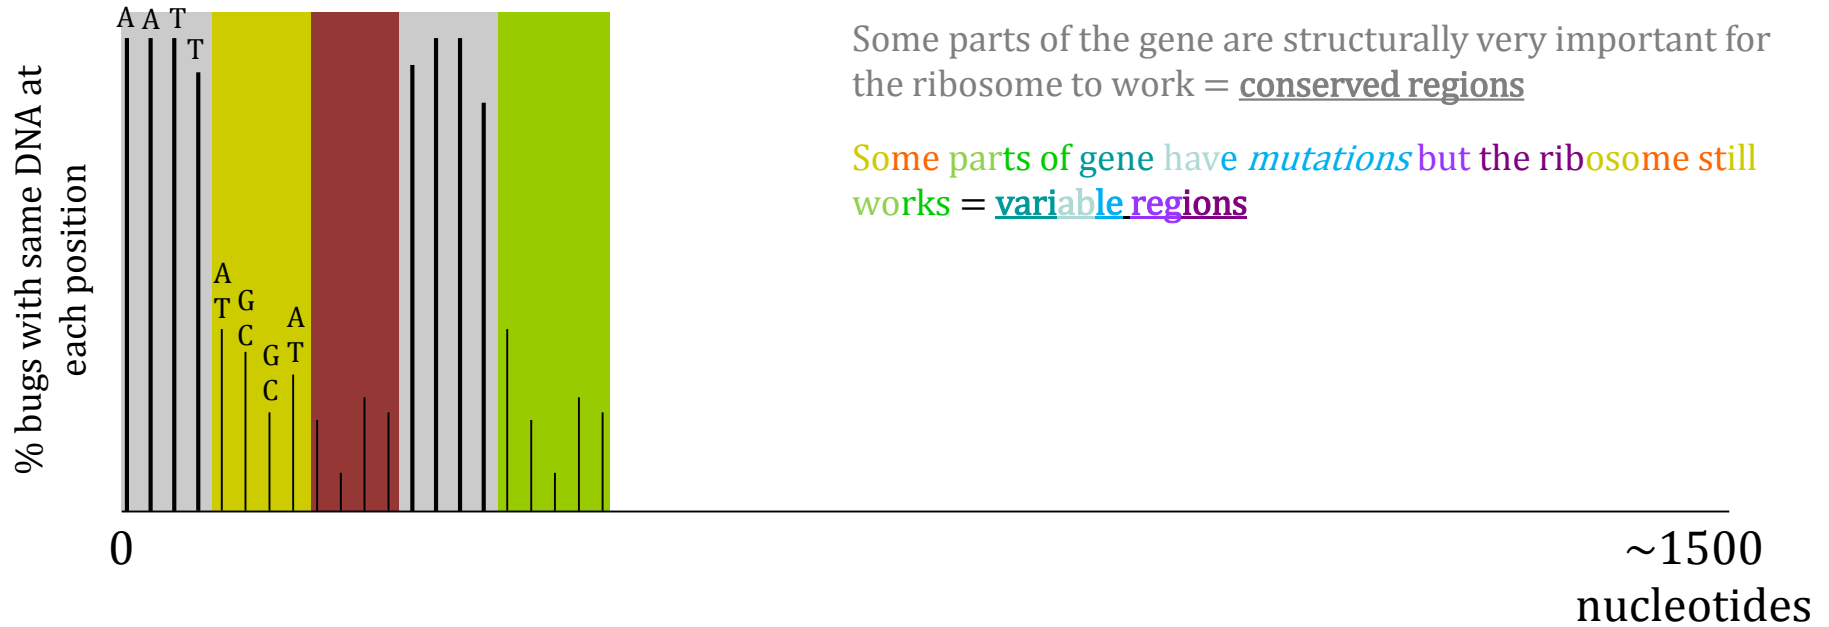 A A T
T
Some parts of the gene are structurally very important for
the ribosome to work = conserved regions
Some parts of gene have mutations but the ribosome still
works = variable regions
% bugs with same DNA at
each position
A
T
G
C
G
C
A
T
0
~1500
nucleotides